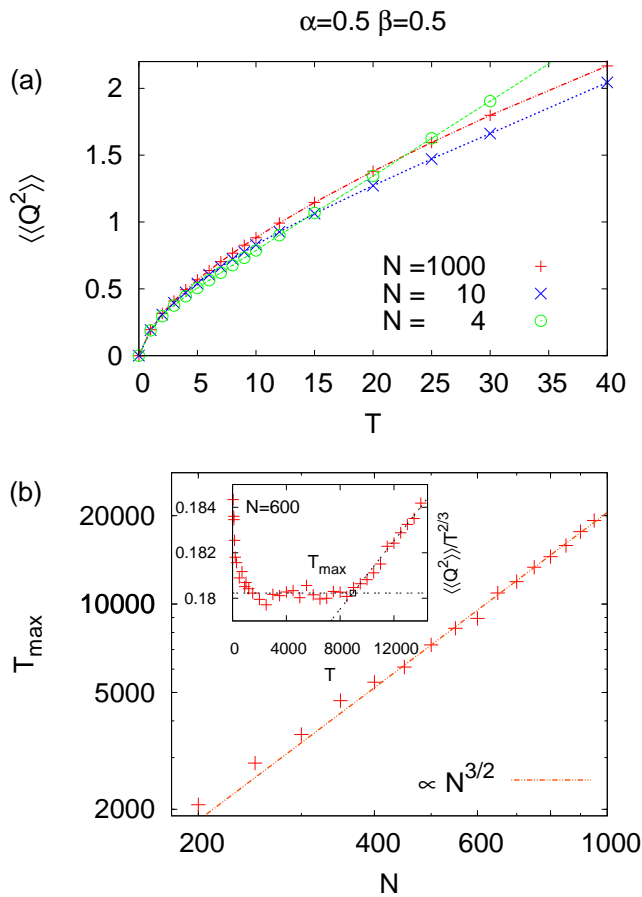 α=0.5 β=0.5
(a)
⟨⟨Q²⟩⟩
2
1.5
1
0.5
0
N =1000
N = 10
N = 4
0 5 10 15 20 25 30 35 40
T
(b)
T_max
20000
10000
5000
2000
N=600
0.184
0.182
0.18
T_max
0 4000 8000 12000
T
⟨⟨Q²⟩⟩/T^{2/3}
∝ N^{3/2}
200 400 600 1000
N